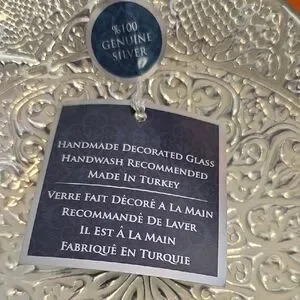 %100
GENUINE
SILVER
HANDMADE DECORATED GLASS
HANDWASH RECOMMENDED
MADE IN TURKEY
VERRE FAIT DÉCORÉ A LA MAIN
RECOMMANDÉ DE LAVER
IL EST Â LA MAIN
FABRIQUÊ EN TURQUIE